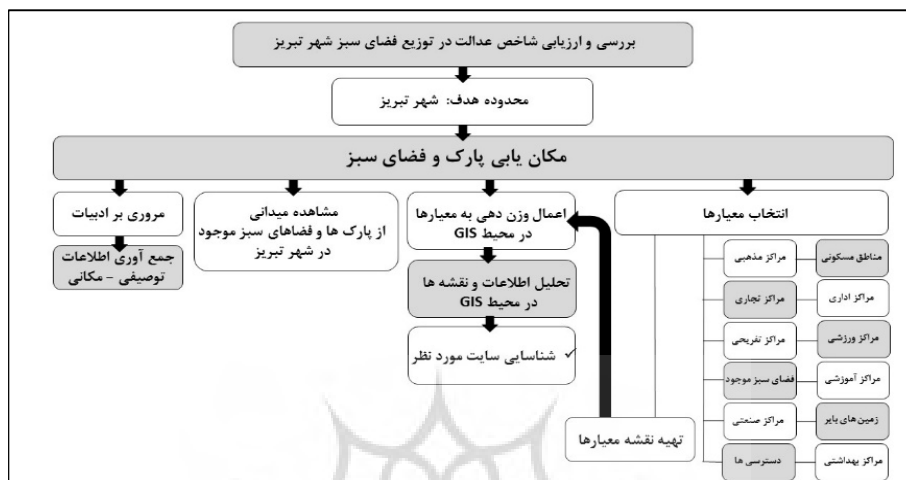 بررسی و ارزیابی شاخص عدالت در توزیع فضای سبز شهر تبریز
محدوده هدف: شهر تبریز
مکان یابی پارک و فضای سبز
انتخاب معیارها
مناطق مسکونی
مراکز مذهبی
مراکز اداری
مراکز تجاری
مراکز ورزشی
مراکز تفریحی
مراکز آموزشی
فضای سبز موجود
زمین های بایر
مراکز صنعتی
مراکز بهداشتی
دسترسی ها
تهیه نقشه معیارها
اعمال وزن دهی به معیارها
در محیط GIS
تحلیل اطلاعات و نقشه ها
در محیط GIS
✓ شناسایی سایت مورد نظر
مشاهده میدانی
از پارک ها و فضاهای سبز موجود
در شهر تبریز
مروری بر ادبیات
جمع آوری اطلاعات
توصیفی – مکانی